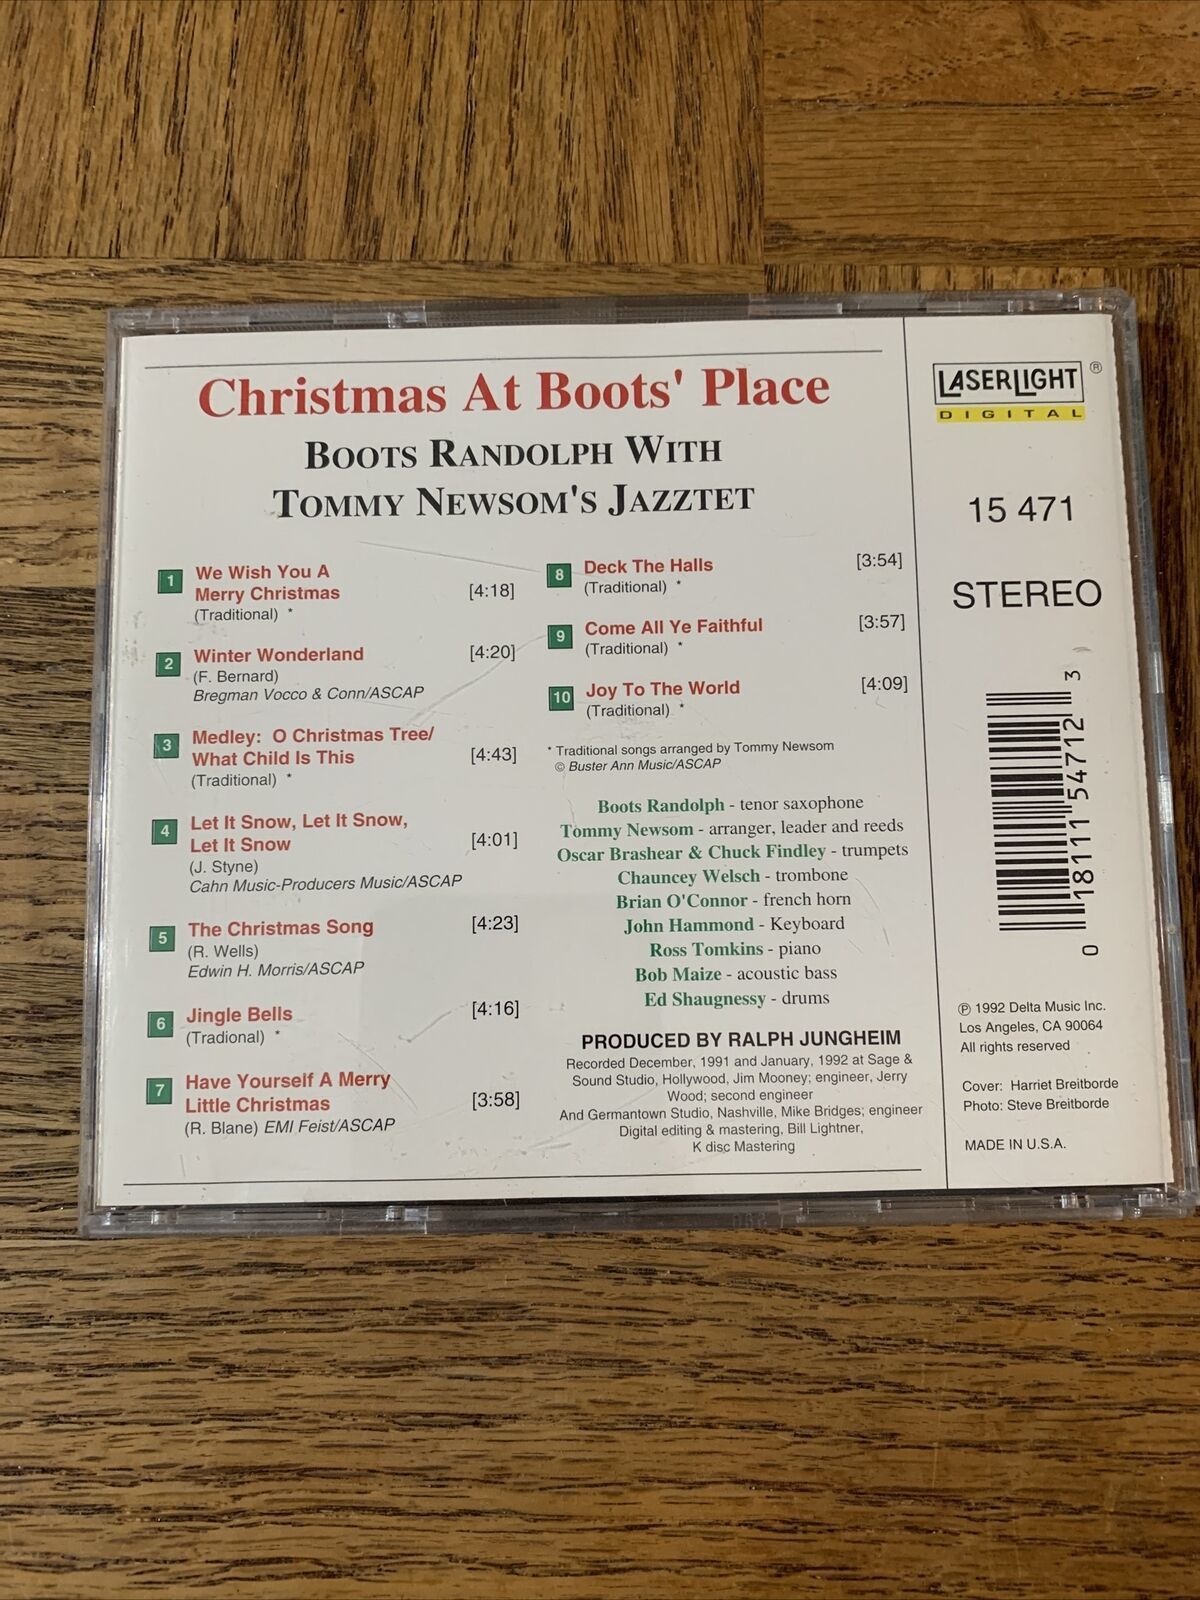 Christmas At Boots' Place
BOOTS RANDOLPH WITH
TOMMY NEWSOM'S JAZZTET
1 We Wish You A
Merry Christmas [4:18]
(Traditional) *
2 Winter Wonderland [4:20]
(F. Bernard)
Bregman Vocco & Conn/ASCAP
3 Medley: O Christmas Tree/
What Child Is This [4:43]
(Traditional) *
4 Let It Snow, Let It Snow,
Let It Snow [4:01]
(J. Styne)
Cahn Music-Producers Music/ASCAP
5 The Christmas Song [4:23]
(R. Wells)
Edwin H. Morris/ASCAP
6 Jingle Bells [4:16]
(Tradional) *
7 Have Yourself A Merry
Little Christmas [3:58]
(R. Blane) EMI Feist/ASCAP
8 Deck The Halls [3:54]
(Traditional) *
9 Come All Ye Faithful [3:57]
(Traditional) *
10 Joy To The World [4:09]
(Traditional) *
* Traditional songs arranged by Tommy Newsom
© Buster Ann Music/ASCAP
Boots Randolph - tenor saxophone
Tommy Newsom - arranger, leader and reeds
Oscar Brashear & Chuck Findley - trumpets
Chauncey Welsch - trombone
Brian O'Connor - french horn
John Hammond - Keyboard
Ross Tomkins - piano
Bob Maize - acoustic bass
Ed Shaugnessy - drums
PRODUCED BY RALPH JUNGHEIM
Recorded December, 1991 and January, 1992 at Sage &
Sound Studio, Hollywood, Jim Mooney; engineer, Jerry
Wood; second engineer
And Germantown Studio, Nashville, Mike Bridges; engineer
Digital editing & mastering, Bill Lightner,
K disc Mastering
LASERLIGHT ®
DIGITAL
15 471
STEREO
0 18111 54712 3
℗ 1992 Delta Music Inc.
Los Angeles, CA 90064
All rights reserved
Cover: Harriet Breitborde
Photo: Steve Breitborde
MADE IN U.S.A.